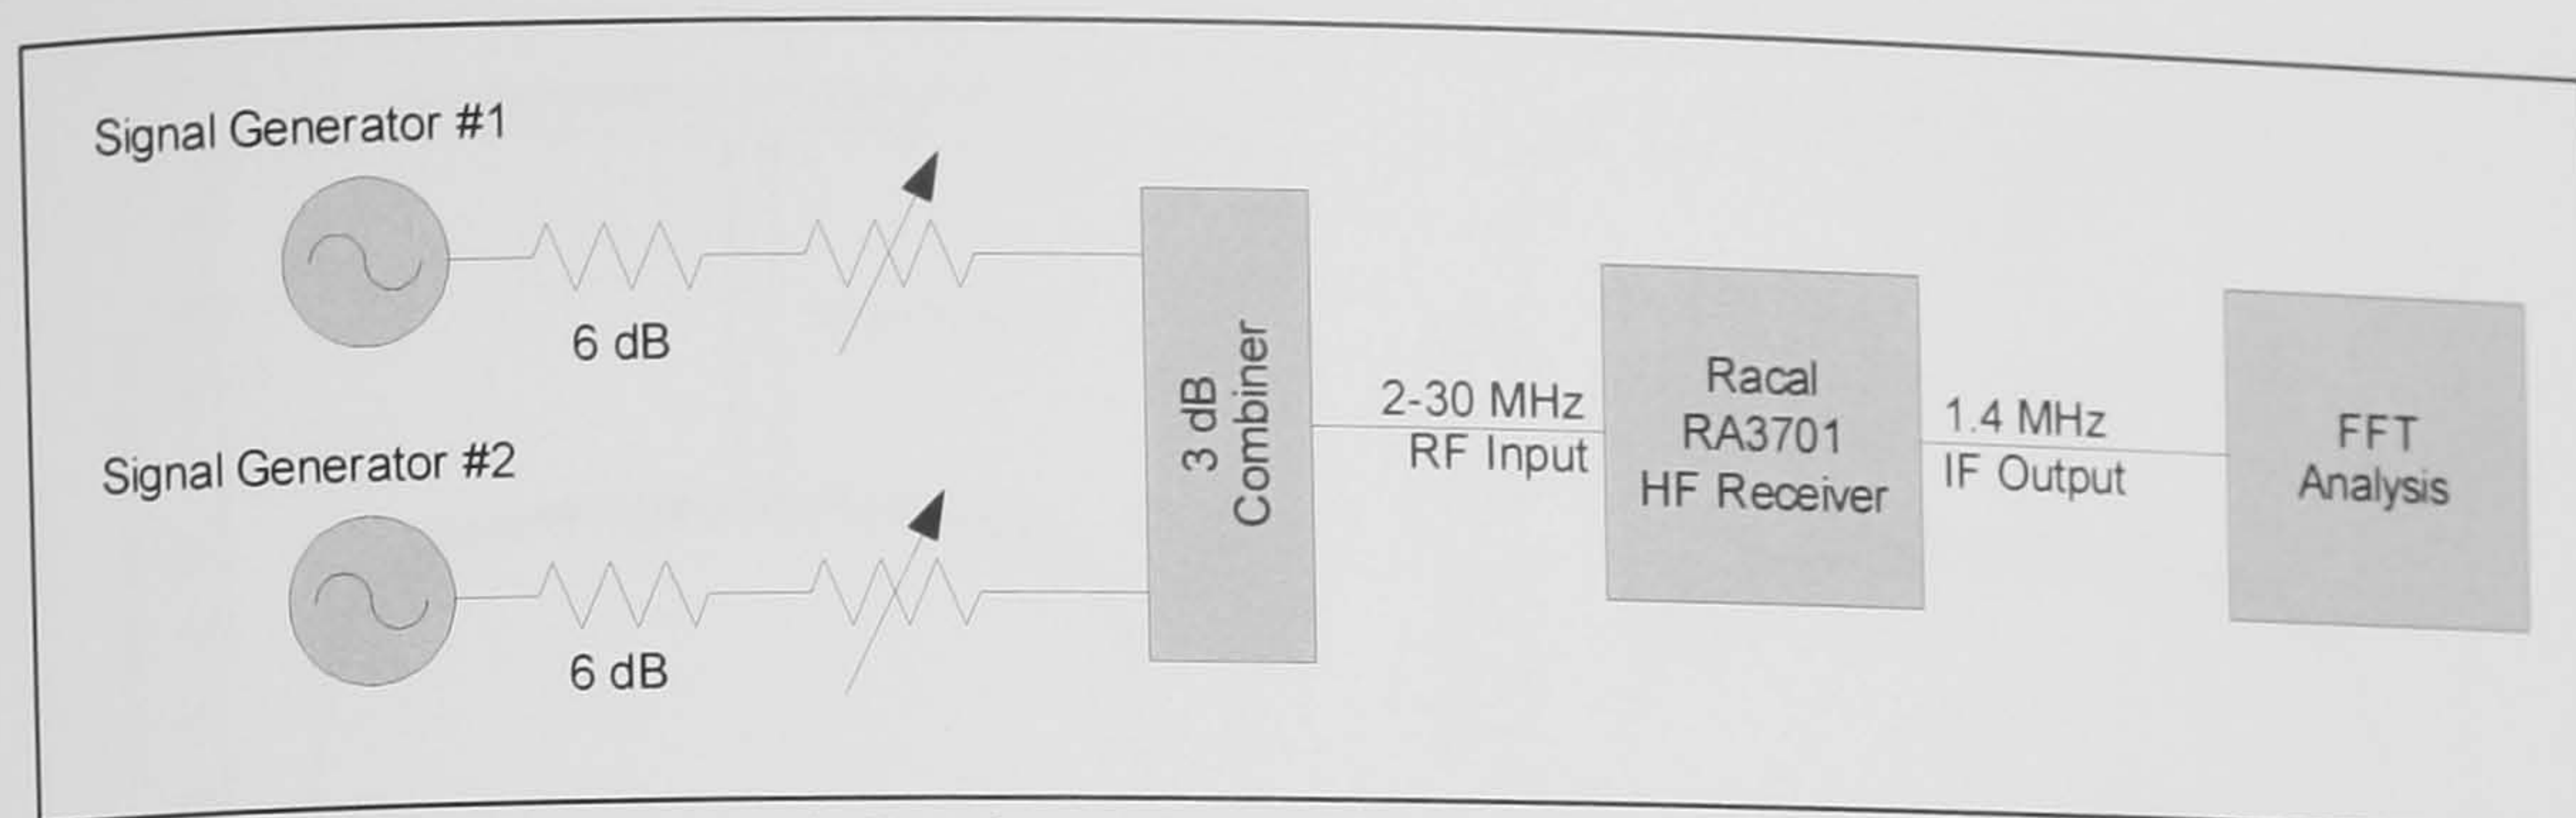 Signal Generator #1
6 dB
Signal Generator #2
6 dB
3 dB
Combiner
2-30 MHz
RF Input
Racal
RA3701
HF Receiver
1.4 MHz
IF Output
FFT
Analysis